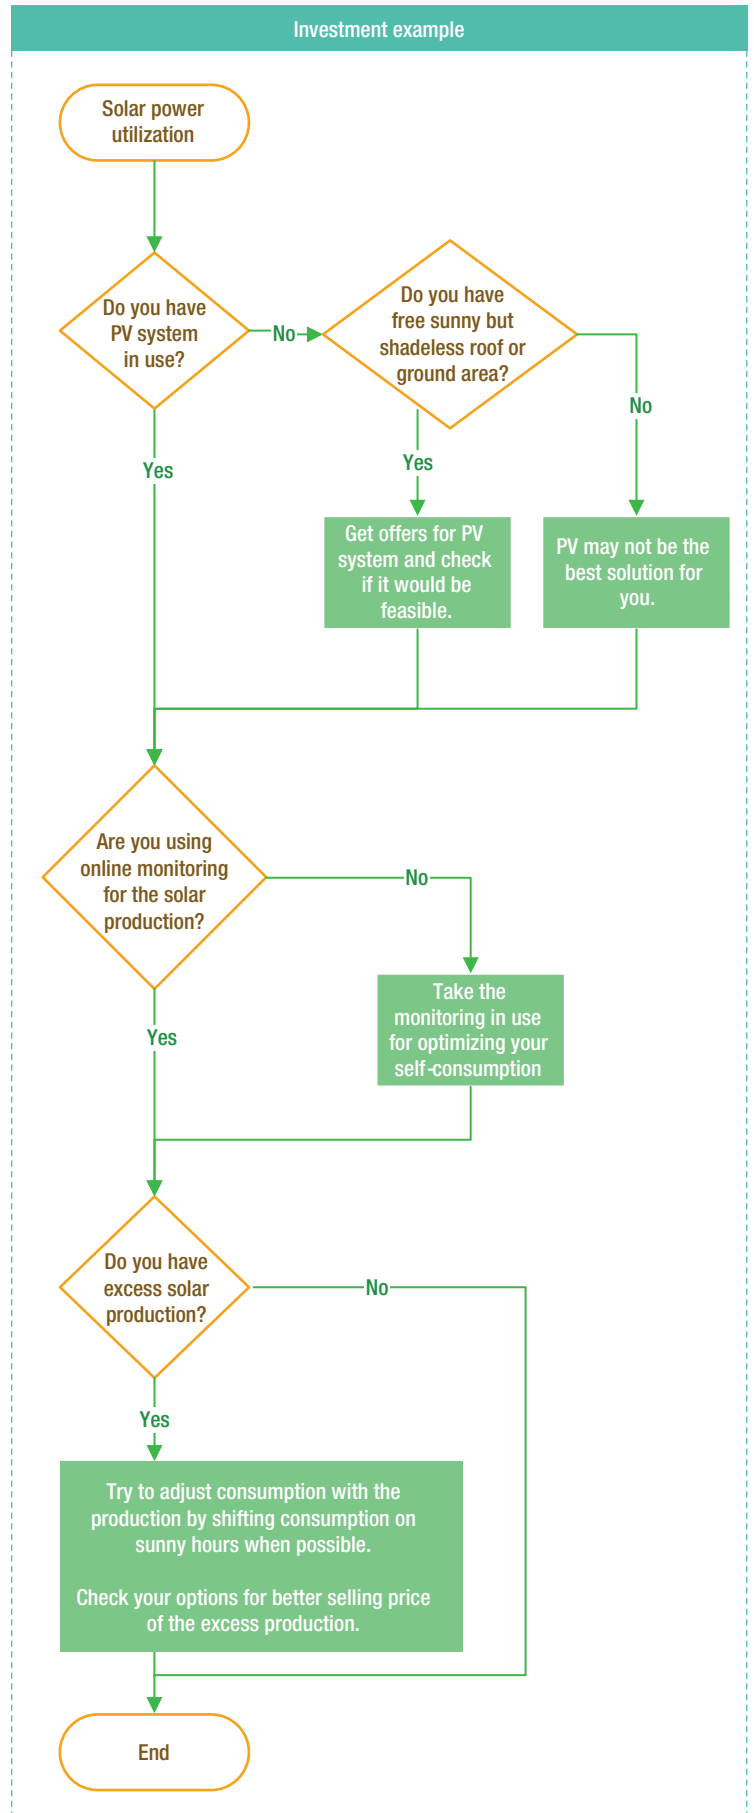 Investment example
Solar power
utilization
Do you have
PV system
in use?
No
Do you have
free sunny but
shadeless roof or
ground area?
No
Yes
Yes
Get offers for PV
system and check
if it would be
feasible.
PV may not be the
best solution for
you.
Are you using
online monitoring
for the solar
production?
No
Take the
monitoring in use
for optimizing your
self-consumption
Yes
Do you have
excess solar
production?
No
Yes
Try to adjust consumption with the
production by shifting consumption on
sunny hours when possible.
Check your options for better selling price
of the excess production.
End